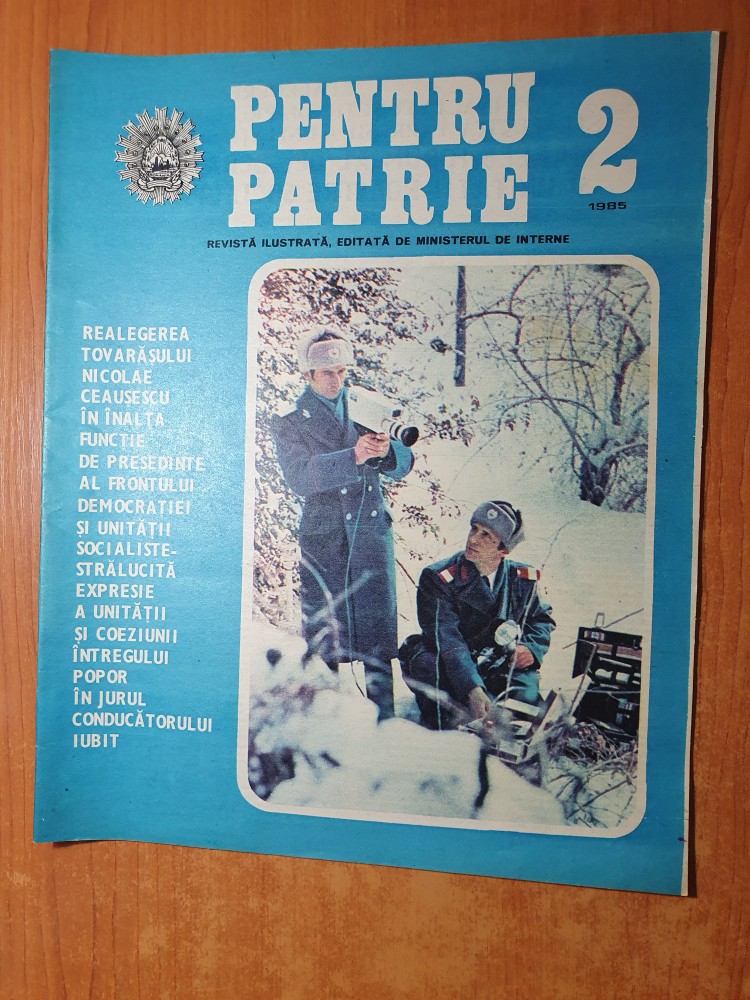 PENTRU
PATRIE
2
1985
REVISTĂ ILUSTRATĂ, EDITATĂ DE MINISTERUL DE INTERNE
REALEGEREA
TOVARĂȘULUI
NICOLAE
CEAUSESCU
ÎN ÎNALTA
FUNCȚIE
DE PREȘEDINTE
AL FRONTULUI
DEMOCRAȚIEI
ȘI UNITĂȚII
SOCIALISTE-
STRĂLUCITĂ
EXPRESIE
A UNITĂȚII
ȘI COEZIUNII
ÎNTREGULUI
POPOR
ÎN JURUL
CONDUCĂTORULUI
IUBIT